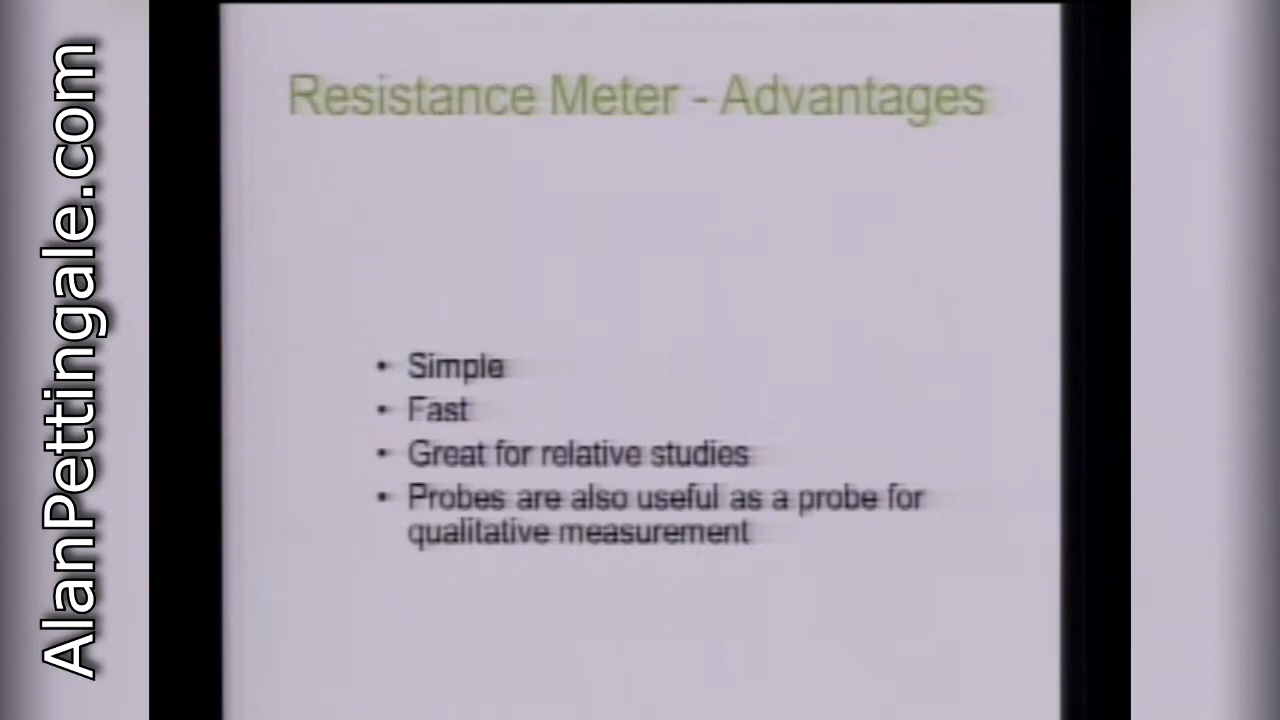 AlanPettingale.com
Resistance Meter - Advantages
• Simple
• Fast
• Great for relative studies
• Probes are also useful as a probe for
qualitative measurement